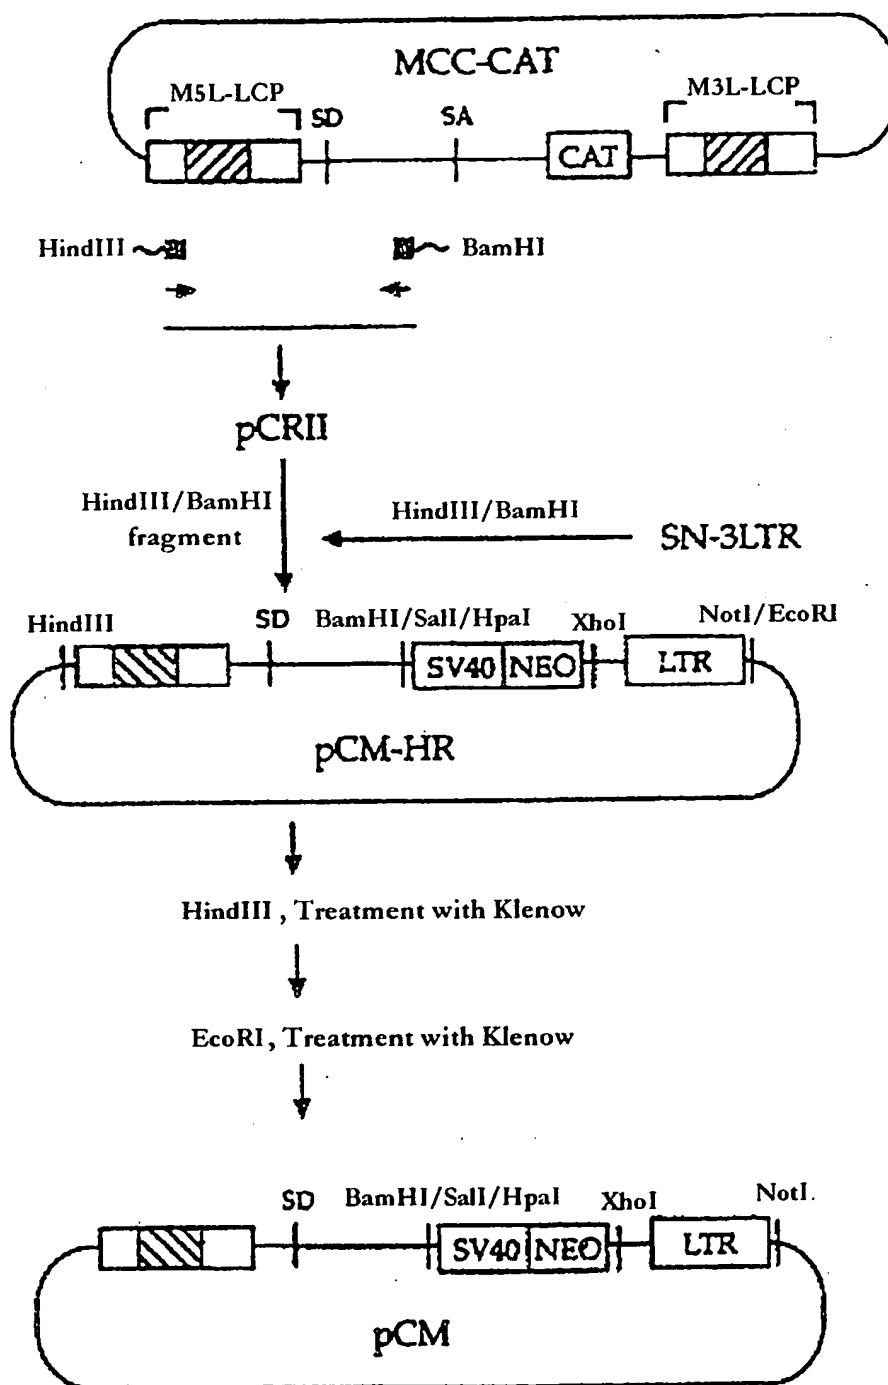 MCC-CAT
M5L-LCP
M3L-LCP
SD
SA
CAT
HindIII
BamHI
pCRII
HindIII/BamHI
fragment
HindIII/BamHI
SN-3LTR
HindIII
SD
BamHI/SalI/HpaI
XhoI
NotI/EcoRI
SV40
NEO
LTR
pCM-HR
HindIII , Treatment with Klenow
EcoRI , Treatment with Klenow
SD
BamHI/SalI/HpaI
XhoI
NotI.
SV40
NEO
LTR
pCM